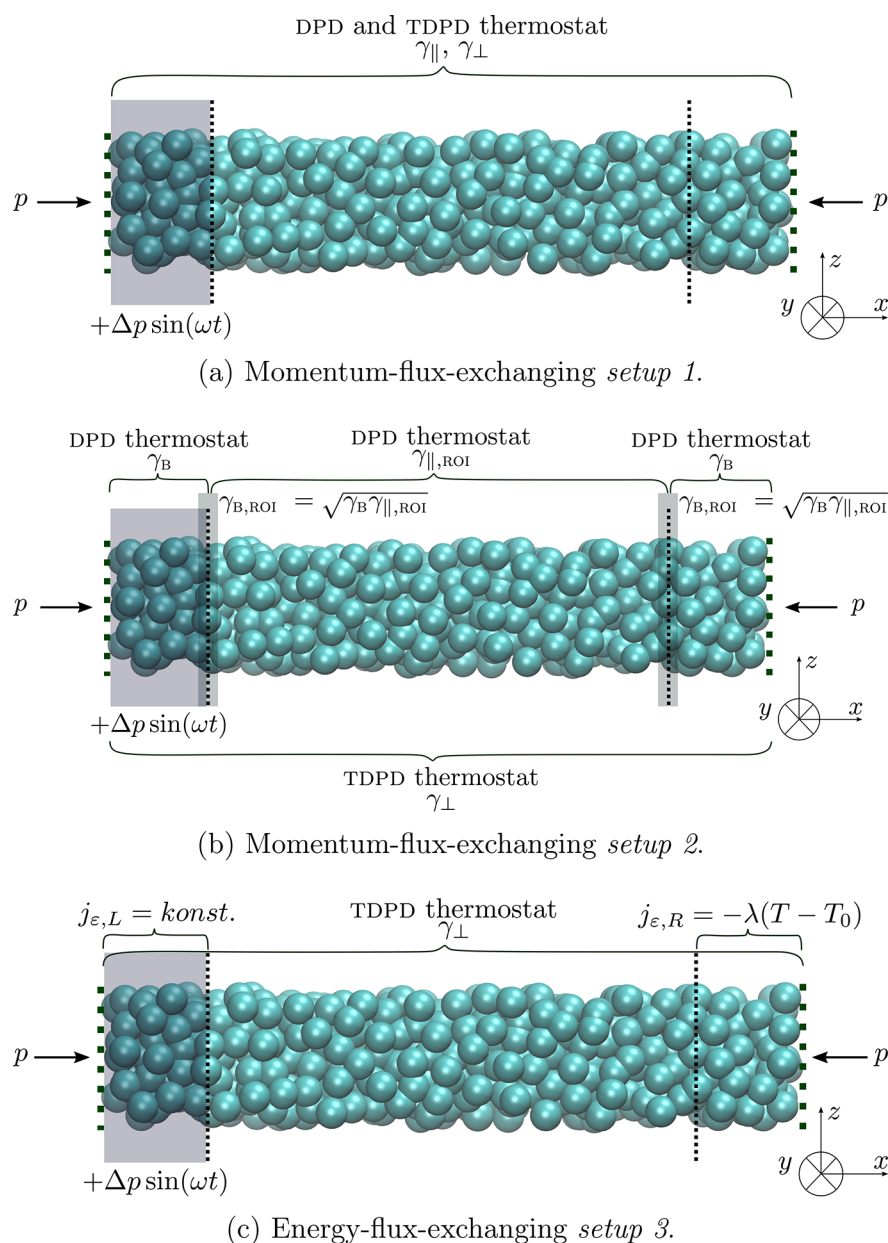 DPD and TDPD thermostat
γ∥, γ⊥
p
p
z
y
x
+Δp sin(ωt)
(a) Momentum-flux-exchanging setup 1.
DPD thermostat
γB
DPD thermostat
γ∥,ROI
DPD thermostat
γB
γB,ROI = √γBγ∥,ROI
γB,ROI = √γBγ∥,ROI
p
p
z
y
x
+Δp sin(ωt)
TDPD thermostat
γ⊥
(b) Momentum-flux-exchanging setup 2.
jε,L = konst.
TDPD thermostat
γ⊥
jε,R = −λ(T − T0)
p
p
z
y
x
+Δp sin(ωt)
(c) Energy-flux-exchanging setup 3.